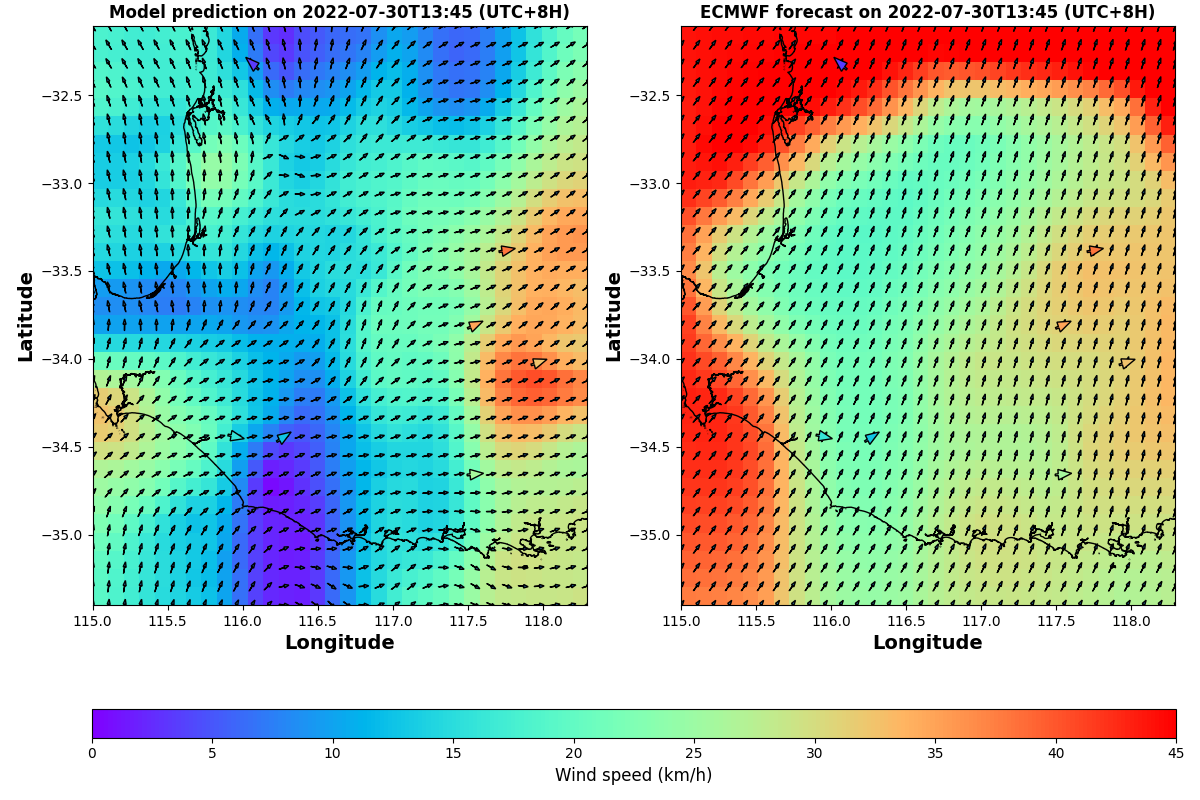 Model prediction on 2022-07-30T13:45 (UTC+8H)
ECMWF forecast on 2022-07-30T13:45 (UTC+8H)
Latitude
−32.5
−33.0
−33.5
−34.0
−34.5
−35.0
115.0 115.5 116.0 116.5 117.0 117.5 118.0
Longitude
Latitude
−32.5
−33.0
−33.5
−34.0
−34.5
−35.0
115.0 115.5 116.0 116.5 117.0 117.5 118.0
Longitude
0 5 10 15 20 25 30 35 40 45
Wind speed (km/h)